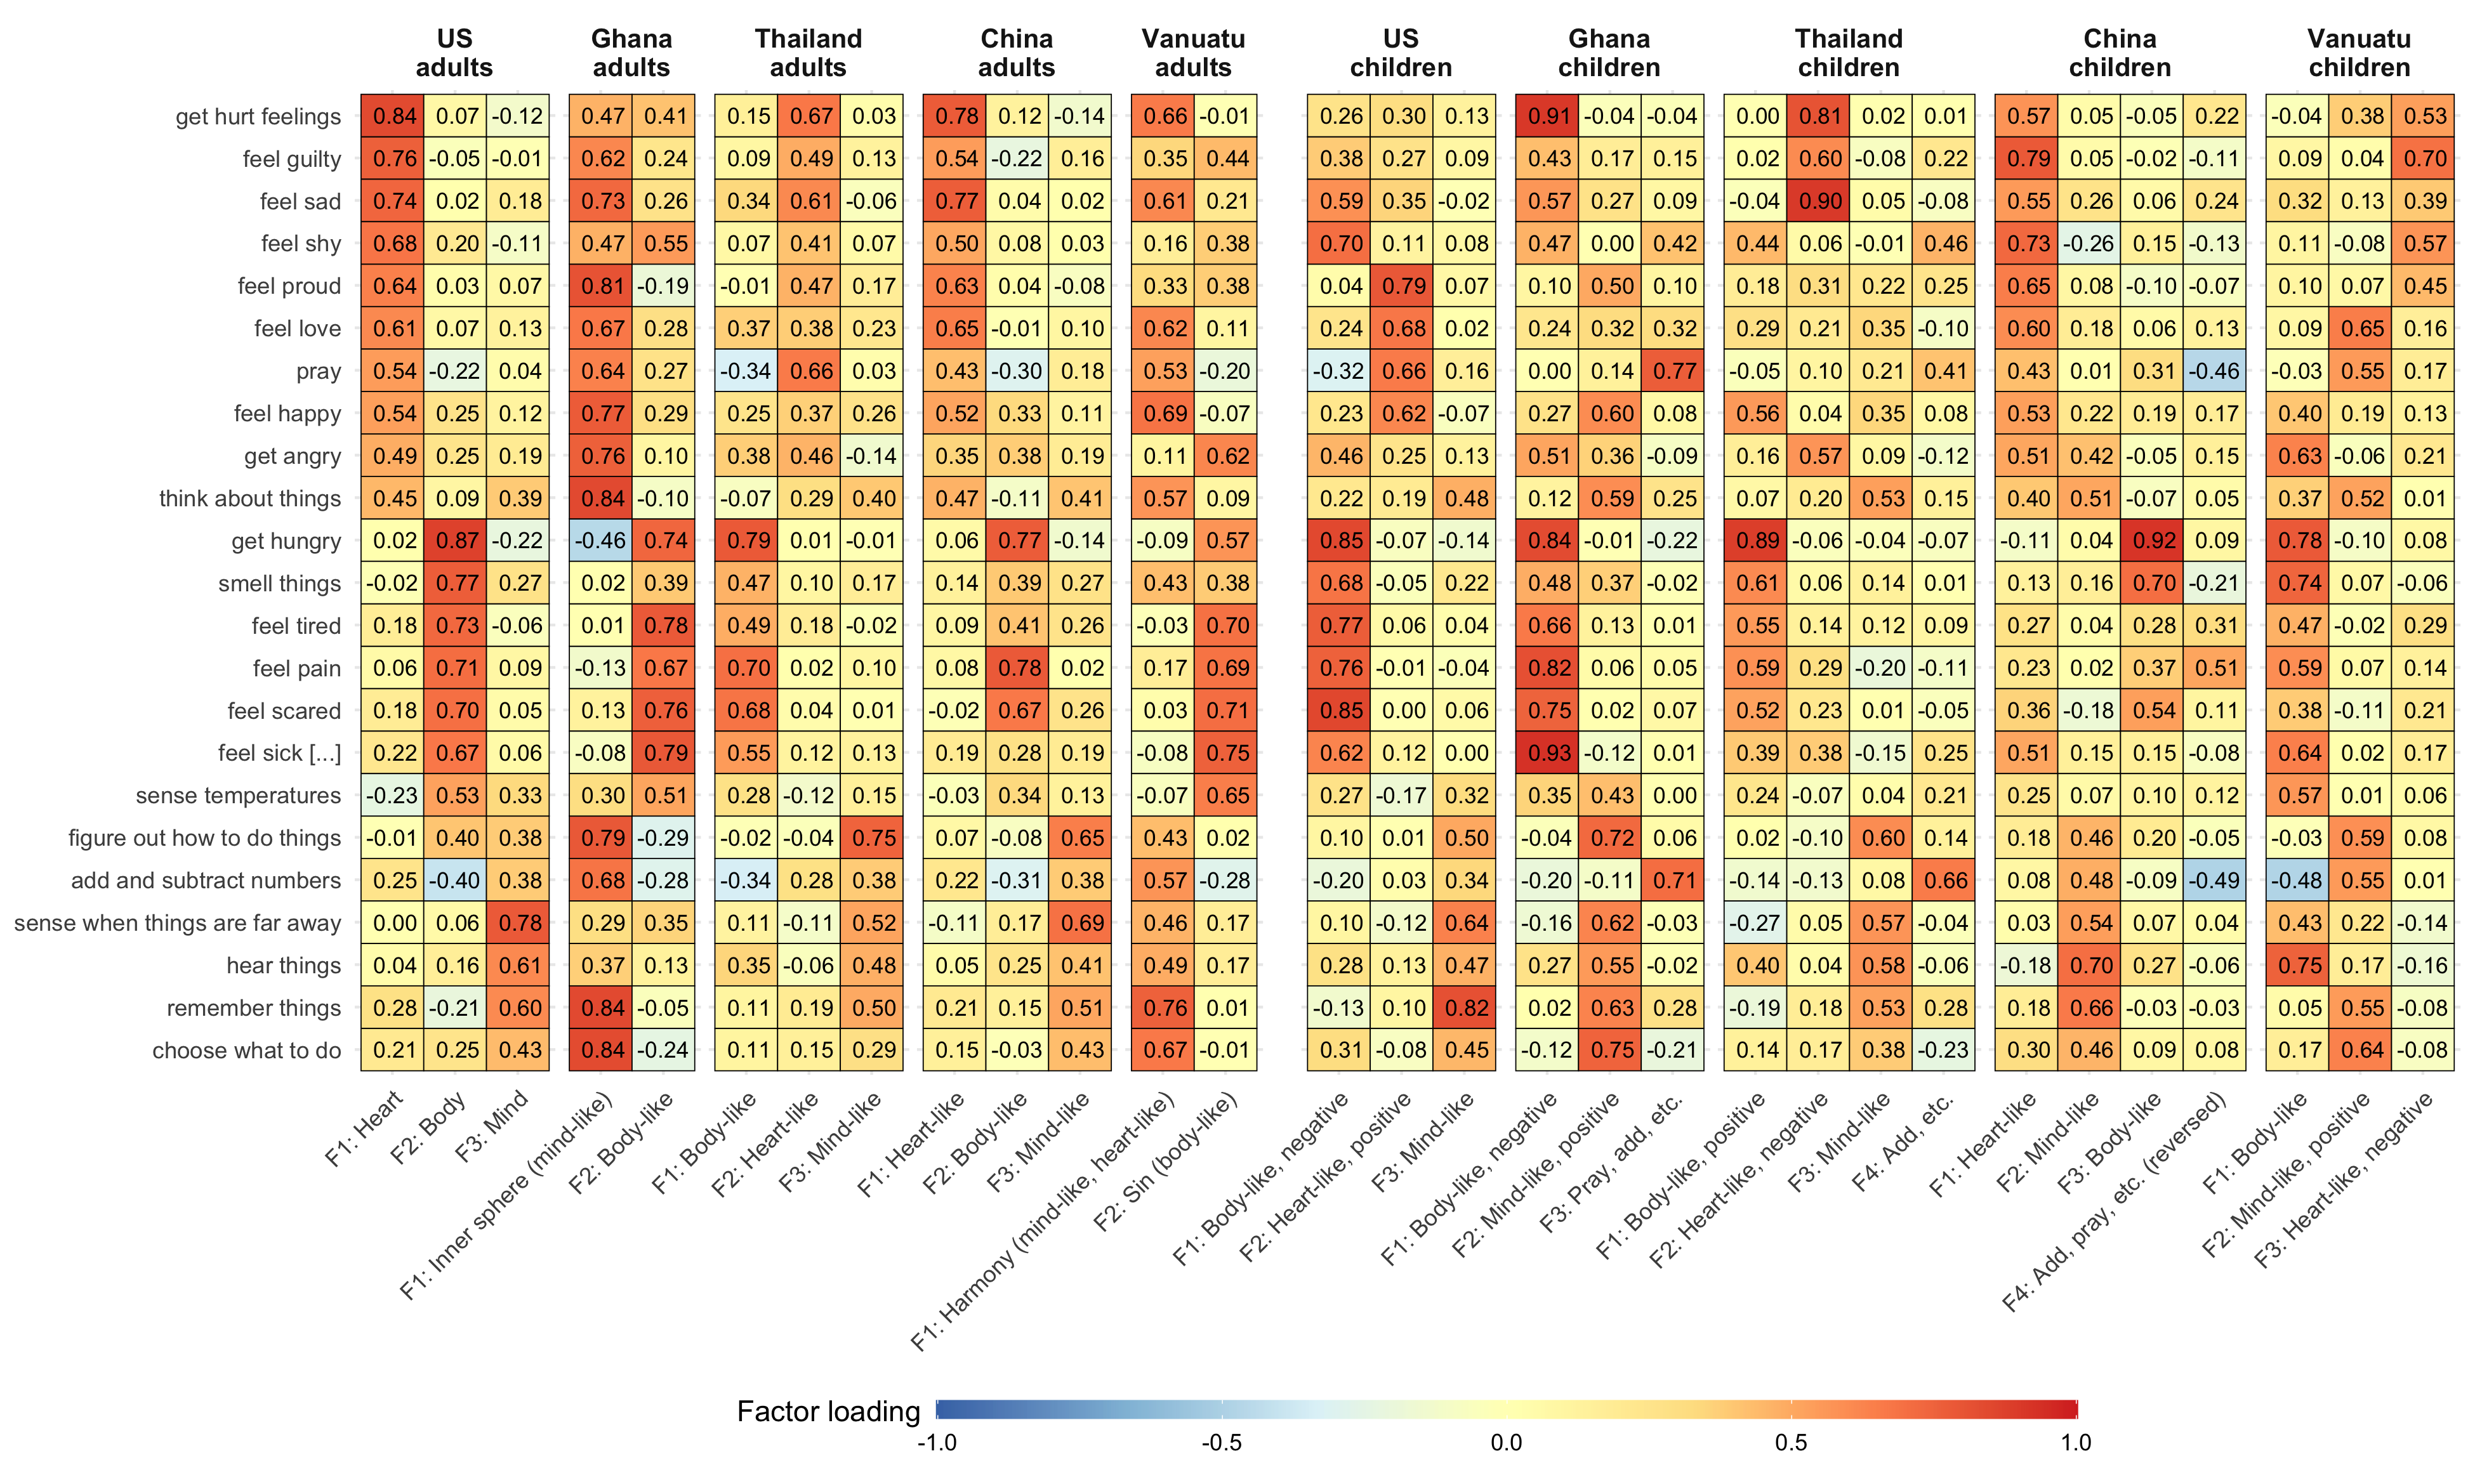 US Ghana Thailand China Vanuatu US Ghana Thailand China Vanuatu
adults adults adults adults adults children children children children children
get hurt feelings 0.84 0.07 -0.12 0.47 0.41 0.15 0.67 0.03 0.78 0.12 -0.14 0.66 -0.01 0.26 0.30 0.13 0.91 -0.04 -0.04 0.00 0.81 0.02 0.01 0.57 0.05 -0.05 0.22 -0.04 0.38 0.53
feel guilty 0.76 -0.05 -0.01 0.62 0.24 0.09 0.49 0.13 0.54 -0.22 0.16 0.35 0.44 0.38 0.27 0.09 0.43 0.17 0.15 0.02 0.60 -0.08 0.22 0.79 0.05 -0.02 -0.11 0.09 0.04 0.70
feel sad 0.74 0.02 0.18 0.73 0.26 0.34 0.61 -0.06 0.77 0.04 0.02 0.61 0.21 0.59 0.35 -0.02 0.57 0.27 0.09 -0.04 0.90 0.05 -0.08 0.55 0.26 0.06 0.24 0.32 0.13 0.39
feel shy 0.68 0.20 -0.11 0.47 0.55 0.07 0.41 0.07 0.50 0.08 0.03 0.16 0.38 0.70 0.11 0.08 0.47 0.00 0.42 0.44 0.06 -0.01 0.46 0.73 -0.26 0.15 -0.13 0.11 -0.08 0.57
feel proud 0.64 0.03 0.07 0.81 -0.19 -0.01 0.47 0.17 0.63 0.04 -0.08 0.33 0.38 0.04 0.79 0.07 0.10 0.50 0.10 0.18 0.31 0.22 0.25 0.65 0.08 -0.10 -0.07 0.10 0.07 0.45
feel love 0.61 0.07 0.13 0.67 0.28 0.37 0.38 0.23 0.65 -0.01 0.10 0.62 0.11 0.24 0.68 0.02 0.24 0.32 0.32 0.29 0.21 0.35 -0.10 0.60 0.18 0.06 0.13 0.09 0.65 0.16
pray 0.54 -0.22 0.04 0.64 0.27 -0.34 0.66 0.03 0.43 -0.30 0.18 0.53 -0.20 -0.32 0.66 0.16 0.00 0.14 0.77 -0.05 0.10 0.21 0.41 0.43 0.01 0.31 -0.46 -0.03 0.55 0.17
feel happy 0.54 0.25 0.12 0.77 0.29 0.25 0.37 0.26 0.52 0.33 0.11 0.69 -0.07 0.23 0.62 -0.07 0.27 0.60 0.08 0.56 0.04 0.35 0.08 0.53 0.22 0.19 0.17 0.40 0.19 0.13
get angry 0.49 0.25 0.19 0.76 0.10 0.38 0.46 -0.14 0.35 0.38 0.19 0.11 0.62 0.46 0.25 0.13 0.51 0.36 -0.09 0.16 0.57 0.09 -0.12 0.51 0.42 -0.05 0.15 0.63 -0.06 0.21
think about things 0.45 0.09 0.39 0.84 -0.10 -0.07 0.29 0.40 0.47 -0.11 0.41 0.57 0.09 0.22 0.19 0.48 0.12 0.59 0.25 0.07 0.20 0.53 0.15 0.40 0.51 -0.07 0.05 0.37 0.52 0.01
get hungry 0.02 0.87 -0.22 -0.46 0.74 0.79 0.01 -0.01 0.06 0.77 -0.14 -0.09 0.57 0.85 -0.07 -0.14 0.84 -0.01 -0.22 0.89 -0.06 -0.04 -0.07 -0.11 0.04 0.92 0.09 0.78 -0.10 0.08
smell things -0.02 0.77 0.27 0.02 0.39 0.47 0.10 0.17 0.14 0.39 0.27 0.43 0.38 0.68 -0.05 0.22 0.48 0.37 -0.02 0.61 0.06 0.14 0.01 0.13 0.16 0.70 -0.21 0.74 0.07 -0.06
feel tired 0.18 0.73 -0.06 0.01 0.78 0.49 0.18 -0.02 0.09 0.41 0.26 -0.03 0.70 0.77 0.06 0.04 0.66 0.13 0.01 0.55 0.14 0.12 0.09 0.27 0.04 0.28 0.31 0.47 -0.02 0.29
feel pain 0.06 0.71 0.09 -0.13 0.67 0.70 0.02 0.10 0.08 0.78 0.02 0.17 0.69 0.76 -0.01 -0.04 0.82 0.06 0.05 0.59 0.29 -0.20 -0.11 0.23 0.02 0.37 0.51 0.59 0.07 0.14
feel scared 0.18 0.70 0.05 0.13 0.76 0.68 0.04 0.01 -0.02 0.67 0.26 0.03 0.71 0.85 0.00 0.06 0.75 0.02 0.07 0.52 0.23 0.01 -0.05 0.36 -0.18 0.54 0.11 0.38 -0.11 0.21
feel sick [...] 0.22 0.67 0.06 -0.08 0.79 0.55 0.12 0.13 0.19 0.28 0.19 -0.08 0.75 0.62 0.12 0.00 0.93 -0.12 0.01 0.39 0.38 -0.15 0.25 0.51 0.15 0.15 -0.08 0.64 0.02 0.17
sense temperatures -0.23 0.53 0.33 0.30 0.51 0.28 -0.12 0.15 -0.03 0.34 0.13 -0.07 0.65 0.27 -0.17 0.32 0.35 0.43 0.00 0.24 -0.07 0.04 0.21 0.25 0.07 0.10 0.12 0.57 0.01 0.06
figure out how to do things -0.01 0.40 0.38 0.79 -0.29 -0.02 -0.04 0.75 0.07 -0.08 0.65 0.43 0.02 0.10 0.01 0.50 -0.04 0.72 0.06 0.02 -0.10 0.60 0.14 0.18 0.46 0.20 -0.05 -0.03 0.59 0.08
add and subtract numbers 0.25 -0.40 0.38 0.68 -0.28 -0.34 0.28 0.38 0.22 -0.31 0.38 0.57 -0.28 -0.20 0.03 0.34 -0.20 -0.11 0.71 -0.14 -0.13 0.08 0.66 0.08 0.48 -0.09 -0.49 -0.48 0.55 0.01
sense when things are far away 0.00 0.06 0.78 0.29 0.35 0.11 -0.11 0.52 -0.11 0.17 0.69 0.46 0.17 0.10 -0.12 0.64 -0.16 0.62 -0.03 -0.27 0.05 0.57 -0.04 0.03 0.54 0.07 0.04 0.43 0.22 -0.14
hear things 0.04 0.16 0.61 0.37 0.13 0.35 -0.06 0.48 0.05 0.25 0.41 0.49 0.17 0.28 0.13 0.47 0.27 0.55 -0.02 0.40 0.04 0.58 -0.06 -0.18 0.70 0.27 -0.06 0.75 0.17 -0.16
remember things 0.28 -0.21 0.60 0.84 -0.05 0.11 0.19 0.50 0.21 0.15 0.51 0.76 0.01 -0.13 0.10 0.82 0.02 0.63 0.28 -0.19 0.18 0.53 0.28 0.18 0.66 -0.03 -0.03 0.05 0.55 -0.08
choose what to do 0.21 0.25 0.43 0.84 -0.24 0.11 0.15 0.29 0.15 -0.03 0.43 0.67 -0.01 0.31 -0.08 0.45 -0.12 0.75 -0.21 0.14 0.17 0.38 -0.23 0.30 0.46 0.09 0.08 0.17 0.64 -0.08
F1: Heart
F2: Body
F3: Mind
F1: Inner sphere (mind-like)
F2: Body-like
F1: Body-like
F2: Heart-like
F3: Mind-like
F1: Heart-like
F2: Body-like
F3: Mind-like
F1: Harmony (mind-like, heart-like)
F2: Sin (body-like)
F1: Body-like, negative
F2: Heart-like, positive
F3: Mind-like
F1: Body-like, negative
F2: Mind-like, positive
F3: Pray, add, etc.
F1: Body-like, positive
F2: Heart-like, negative
F3: Mind-like
F4: Add, etc.
F1: Heart-like
F2: Mind-like
F3: Body-like
F4: Add, pray, etc. (reversed)
F1: Body-like
F2: Mind-like, positive
F3: Heart-like, negative
Factor loading
-1.0 -0.5 0.0 0.5 1.0